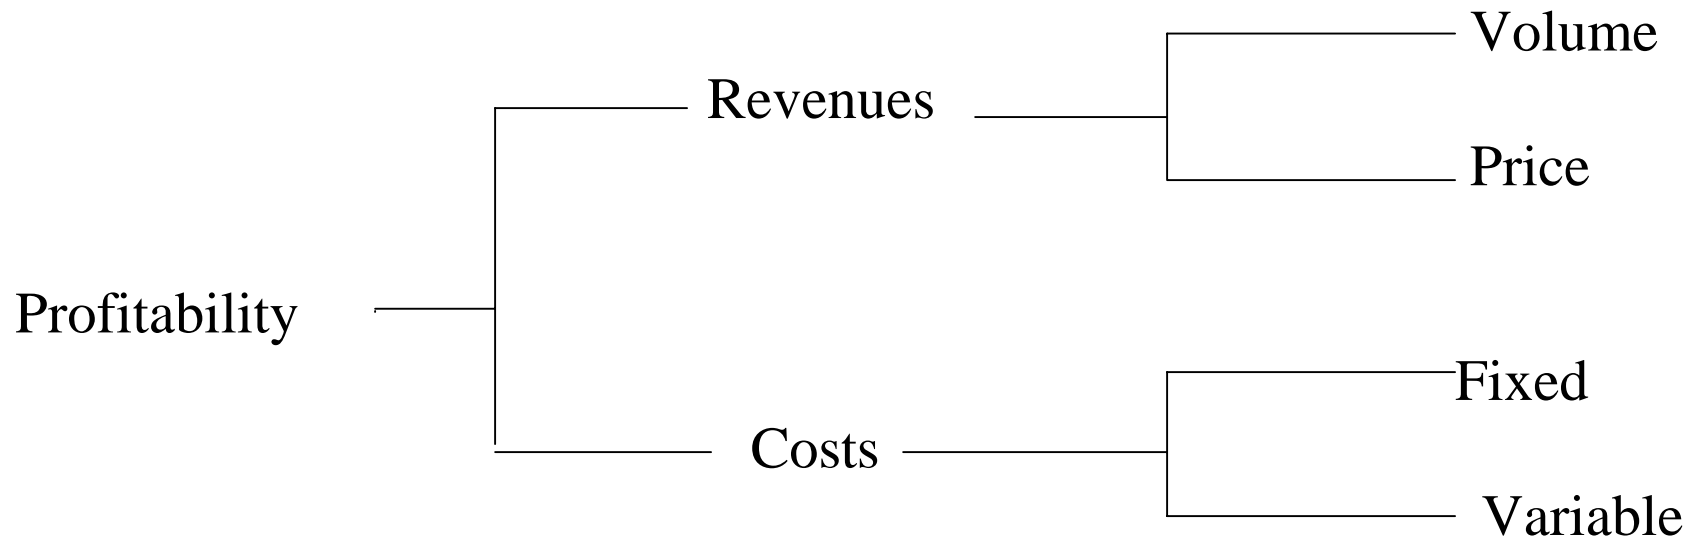 Volume
Revenues
Price
Profitability
Fixed
Costs
Variable